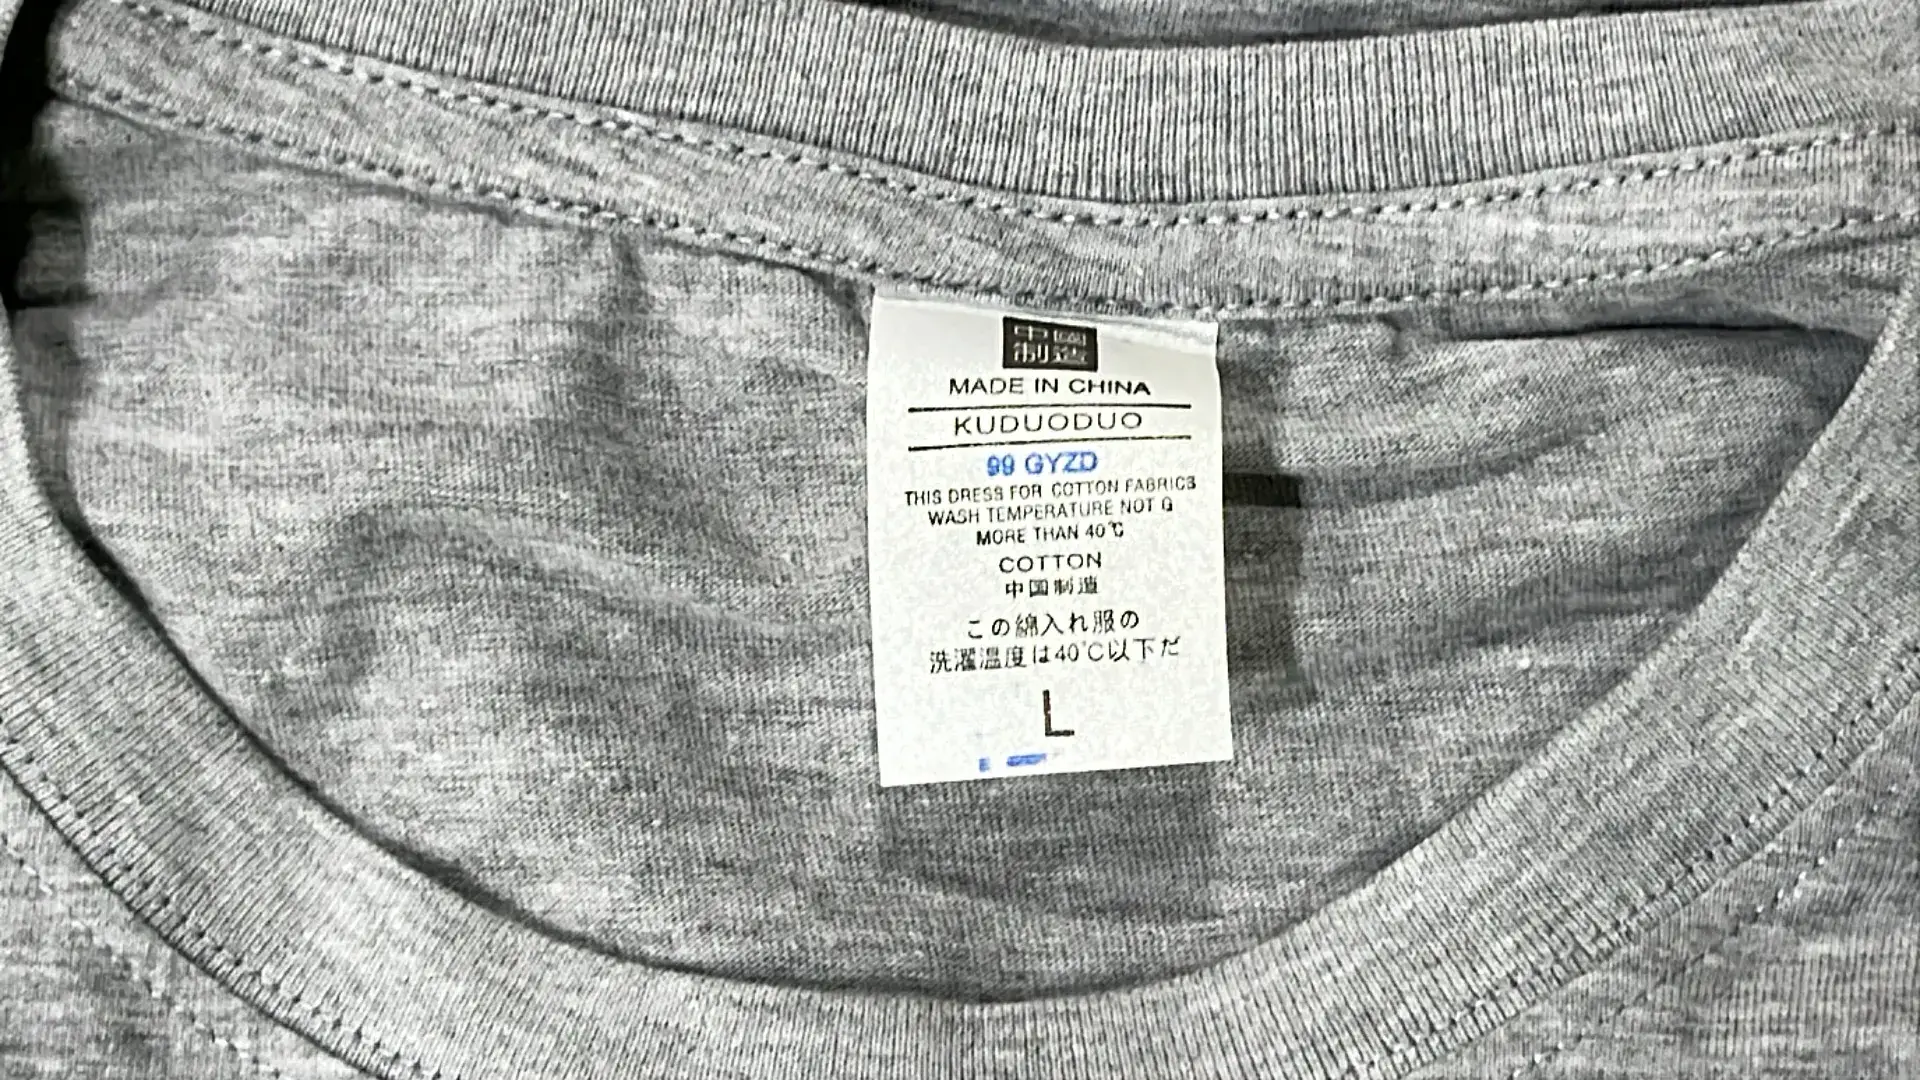 中國
制造
MADE IN CHINA
KUDUODUO
99 GYZD
THIS DRESS FOR COTTON FABRICS
WASH TEMPERATURE NOT G
MORE THAN 40℃
COTTON
中国制造
この綿入れ服の
洗濯温度は40℃以下だ
L